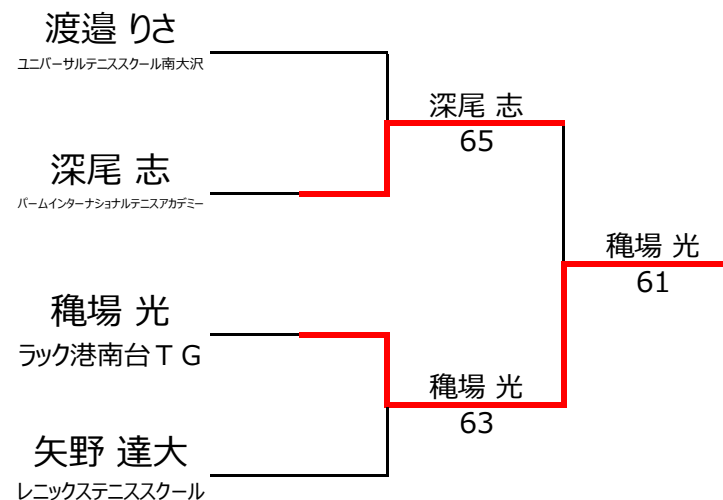 渡邉 りさ
ユニバーサルテニススクール南大沢
深尾 志
65
深尾 志
パームインターナショナルテニスアカデミー
穐場 光
61
穐場 光
ラック港南台ＴＧ
穐場 光
63
矢野 達大
レニックステニススクール